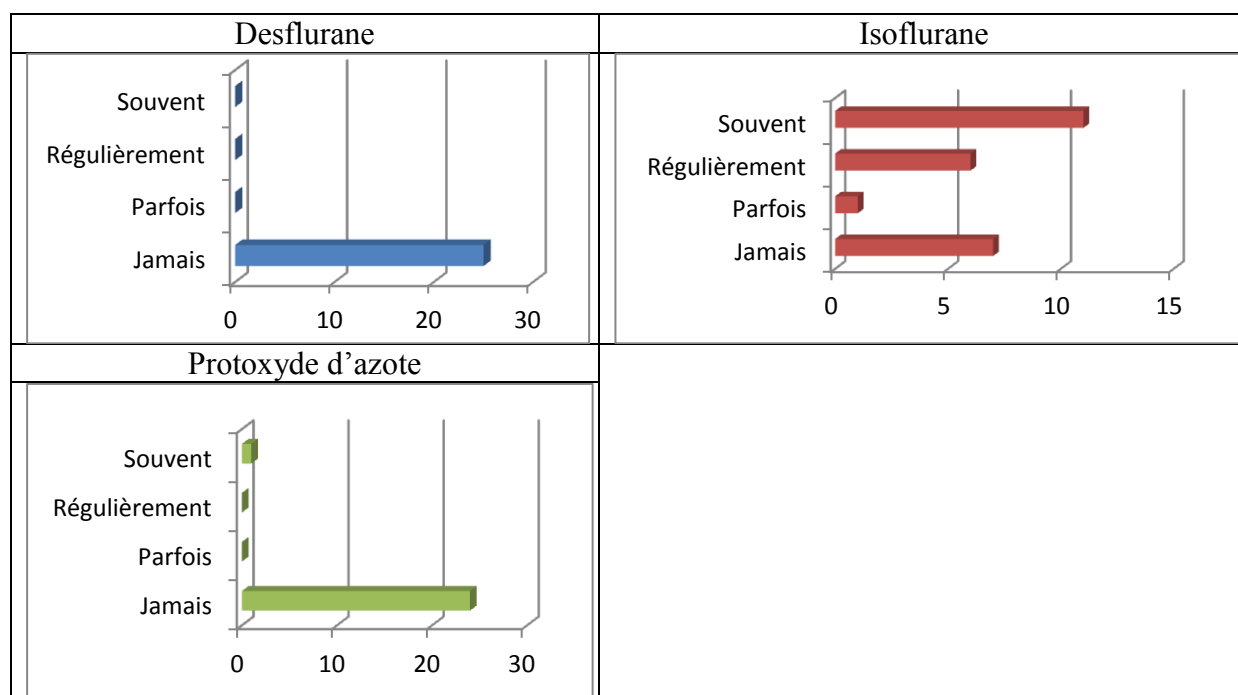 Desflurane
Souvent
Régulièrement
Parfois
Jamais
0 10 20 30
Isoflurane
Souvent
Régulièrement
Parfois
Jamais
0 5 10 15
Protoxyde d’azote
Souvent
Régulièrement
Parfois
Jamais
0 10 20 30